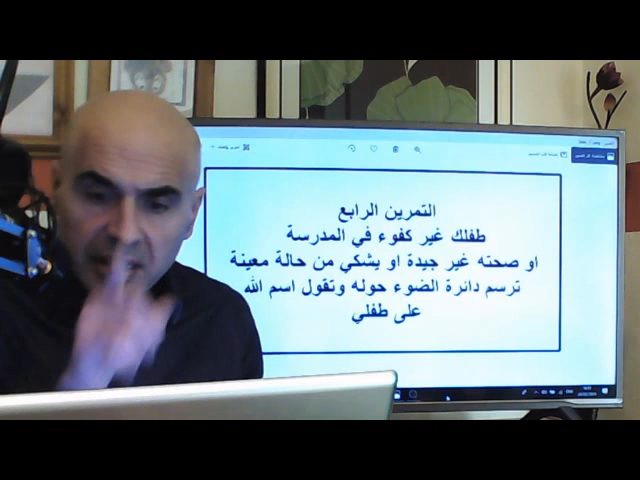 التمرين الرابع
طفلك غير كفوء في المدرسة
او صحته غير جيدة او يشكي من حالة معينة
ترسم دائرة الضوء حوله وتقول اسم الله
على طفلي